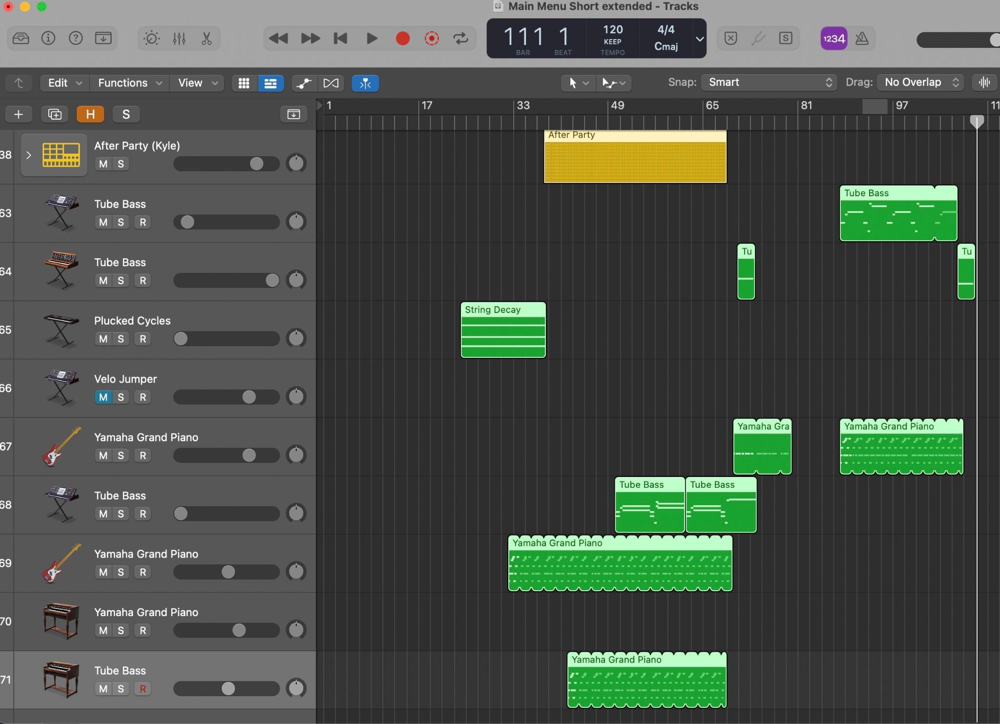 Main Menu Short extended - Tracks
111 1
BAR BEAT
120
KEEP
TEMPO
4/4
Cmaj
S
1234
Edit Functions View
Snap: Smart
Drag: No Overlap
H S
1 17 33 49 65 81 97 11
38 After Party (Kyle)
M S
After Party
63 Tube Bass
M S R
Tube Bass
64 Tube Bass
M S R
Tu Tu
65 Plucked Cycles
M S R
String Decay
66 Velo Jumper
M S R
67 Yamaha Grand Piano
M S R
Yamaha Gra Yamaha Grand Piano
68 Tube Bass
M S R
Tube Bass Tube Bass
69 Yamaha Grand Piano
M S R
Yamaha Grand Piano
70 Yamaha Grand Piano
M S R
71 Tube Bass
M S R
Yamaha Grand Piano